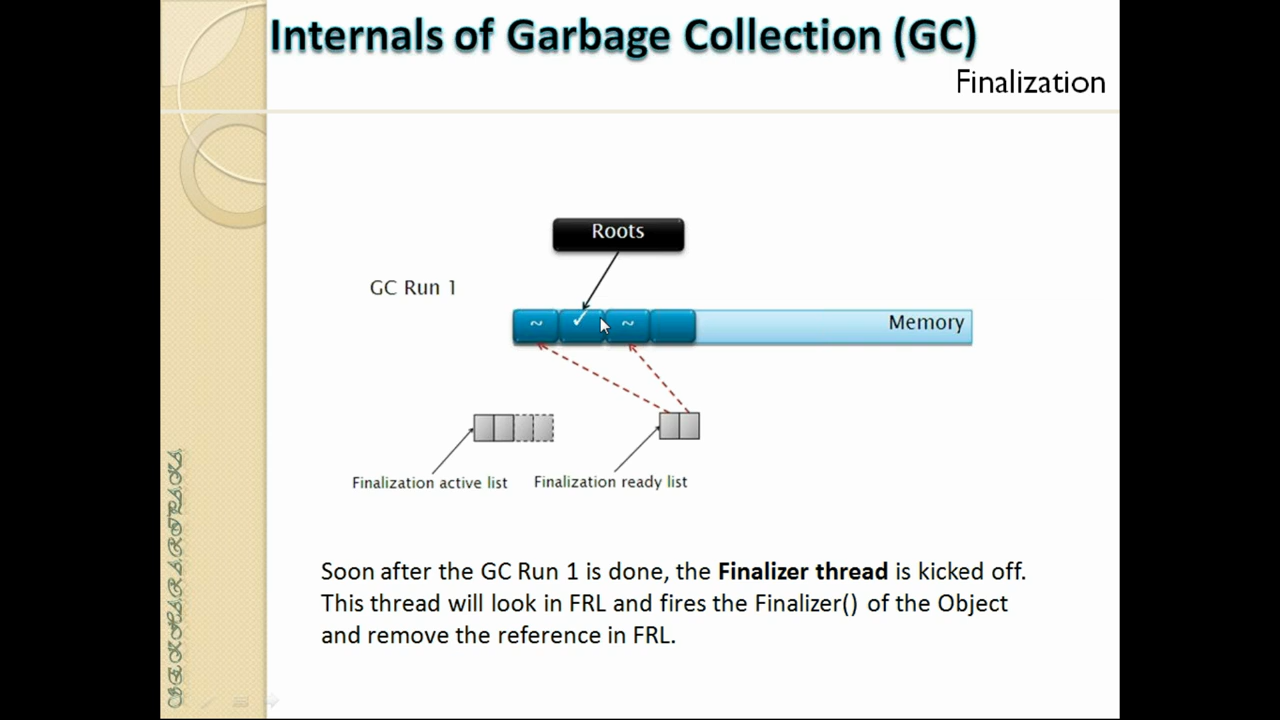 Internals of Garbage Collection (GC)
Finalization
Roots
GC Run 1
~ ✓ ~
Memory
Finalization active list
Finalization ready list
Soon after the GC Run 1 is done, the Finalizer thread is kicked off.
This thread will look in FRL and fires the Finalizer() of the Object
and remove the reference in FRL.